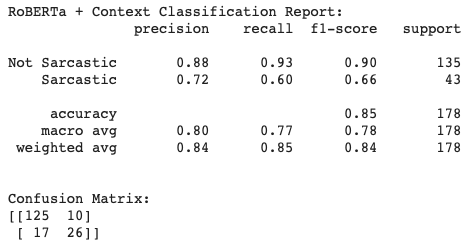 RoBERTa + Context Classification Report:
precision recall f1-score support
Not Sarcastic 0.88 0.93 0.90 135
Sarcastic 0.72 0.60 0.66 43
accuracy 0.85 178
macro avg 0.80 0.77 0.78 178
weighted avg 0.84 0.85 0.84 178
Confusion Matrix:
[[125 10]
[ 17 26]]